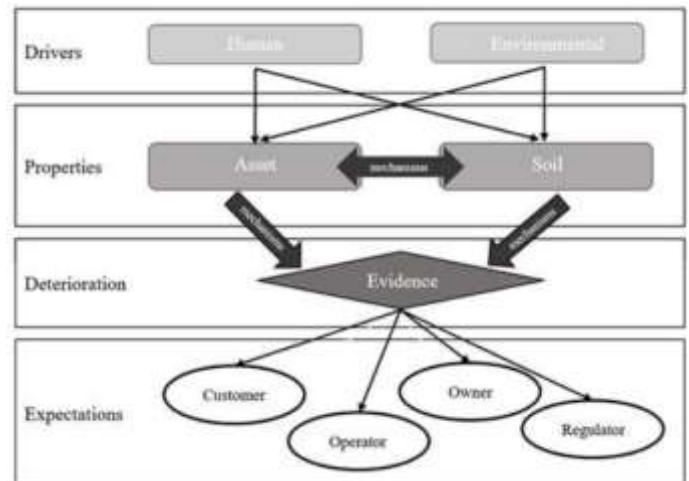 Drivers
Human
Environmental
Properties
Asset
mechanisms
Soil
mechanisms
mechanisms
Deterioration
Evidence
Expectations
Customer
Operator
Owner
Regulator